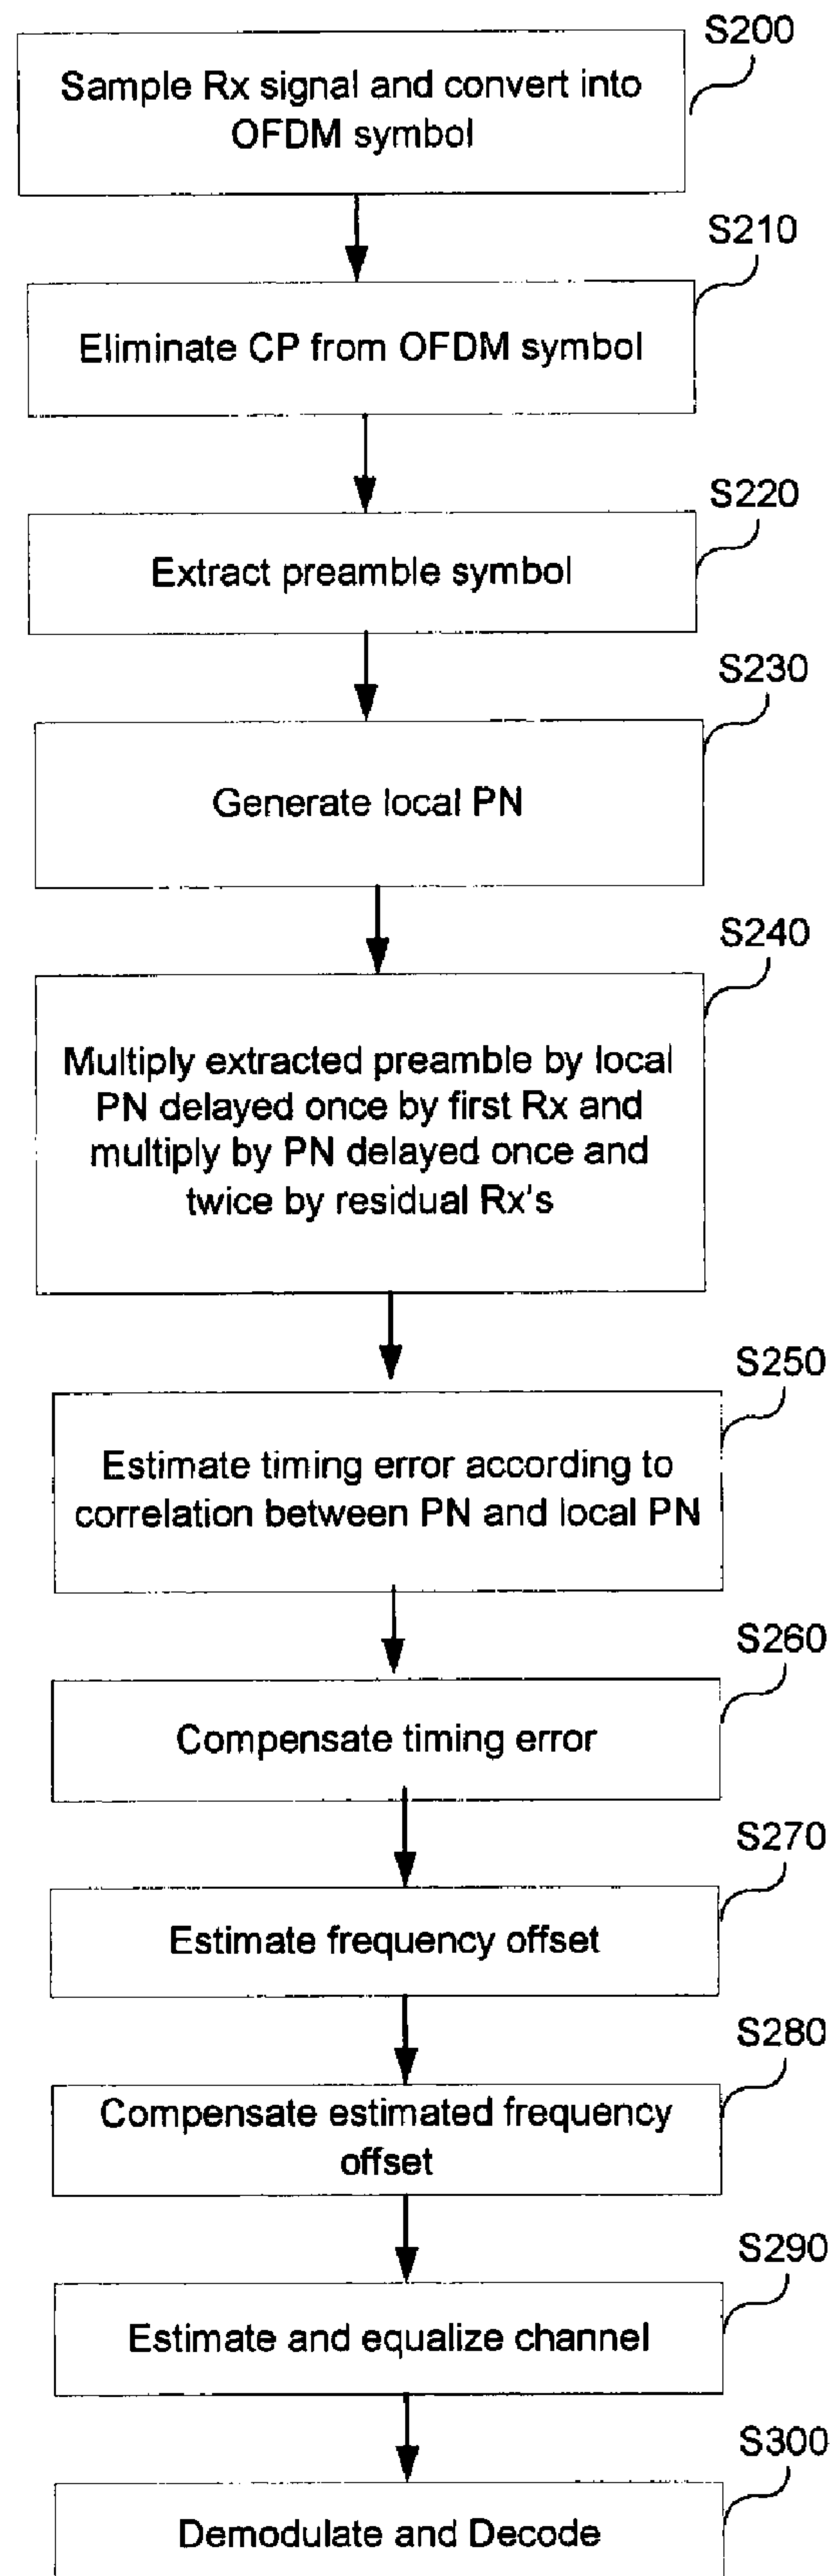 S200
Sample Rx signal and convert into
OFDM symbol
S210
Eliminate CP from OFDM symbol
S220
Extract preamble symbol
S230
Generate local PN
S240
Multiply extracted preamble by local
PN delayed once by first Rx and
multiply by PN delayed once and
twice by residual Rx's
S250
Estimate timing error according to
correlation between PN and local PN
S260
Compensate timing error
S270
Estimate frequency offset
S280
Compensate estimated frequency
offset
S290
Estimate and equalize channel
S300
Demodulate and Decode